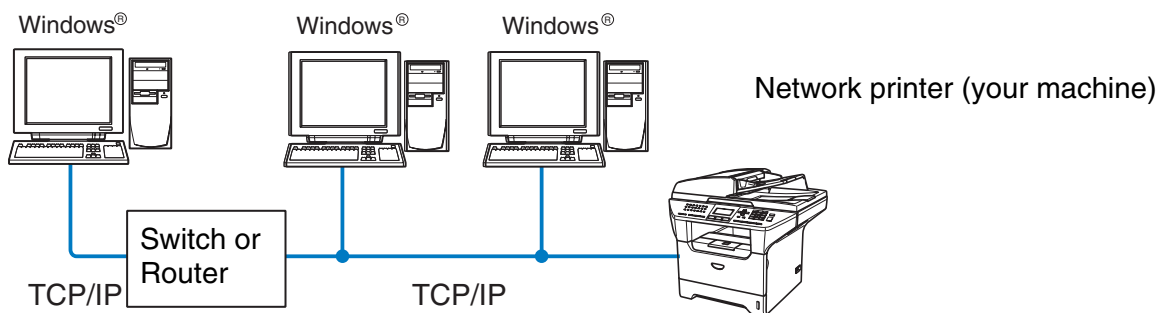 Windows®
Windows®
Windows®
Network printer (your machine)
Switch or
Router
TCP/IP
TCP/IP